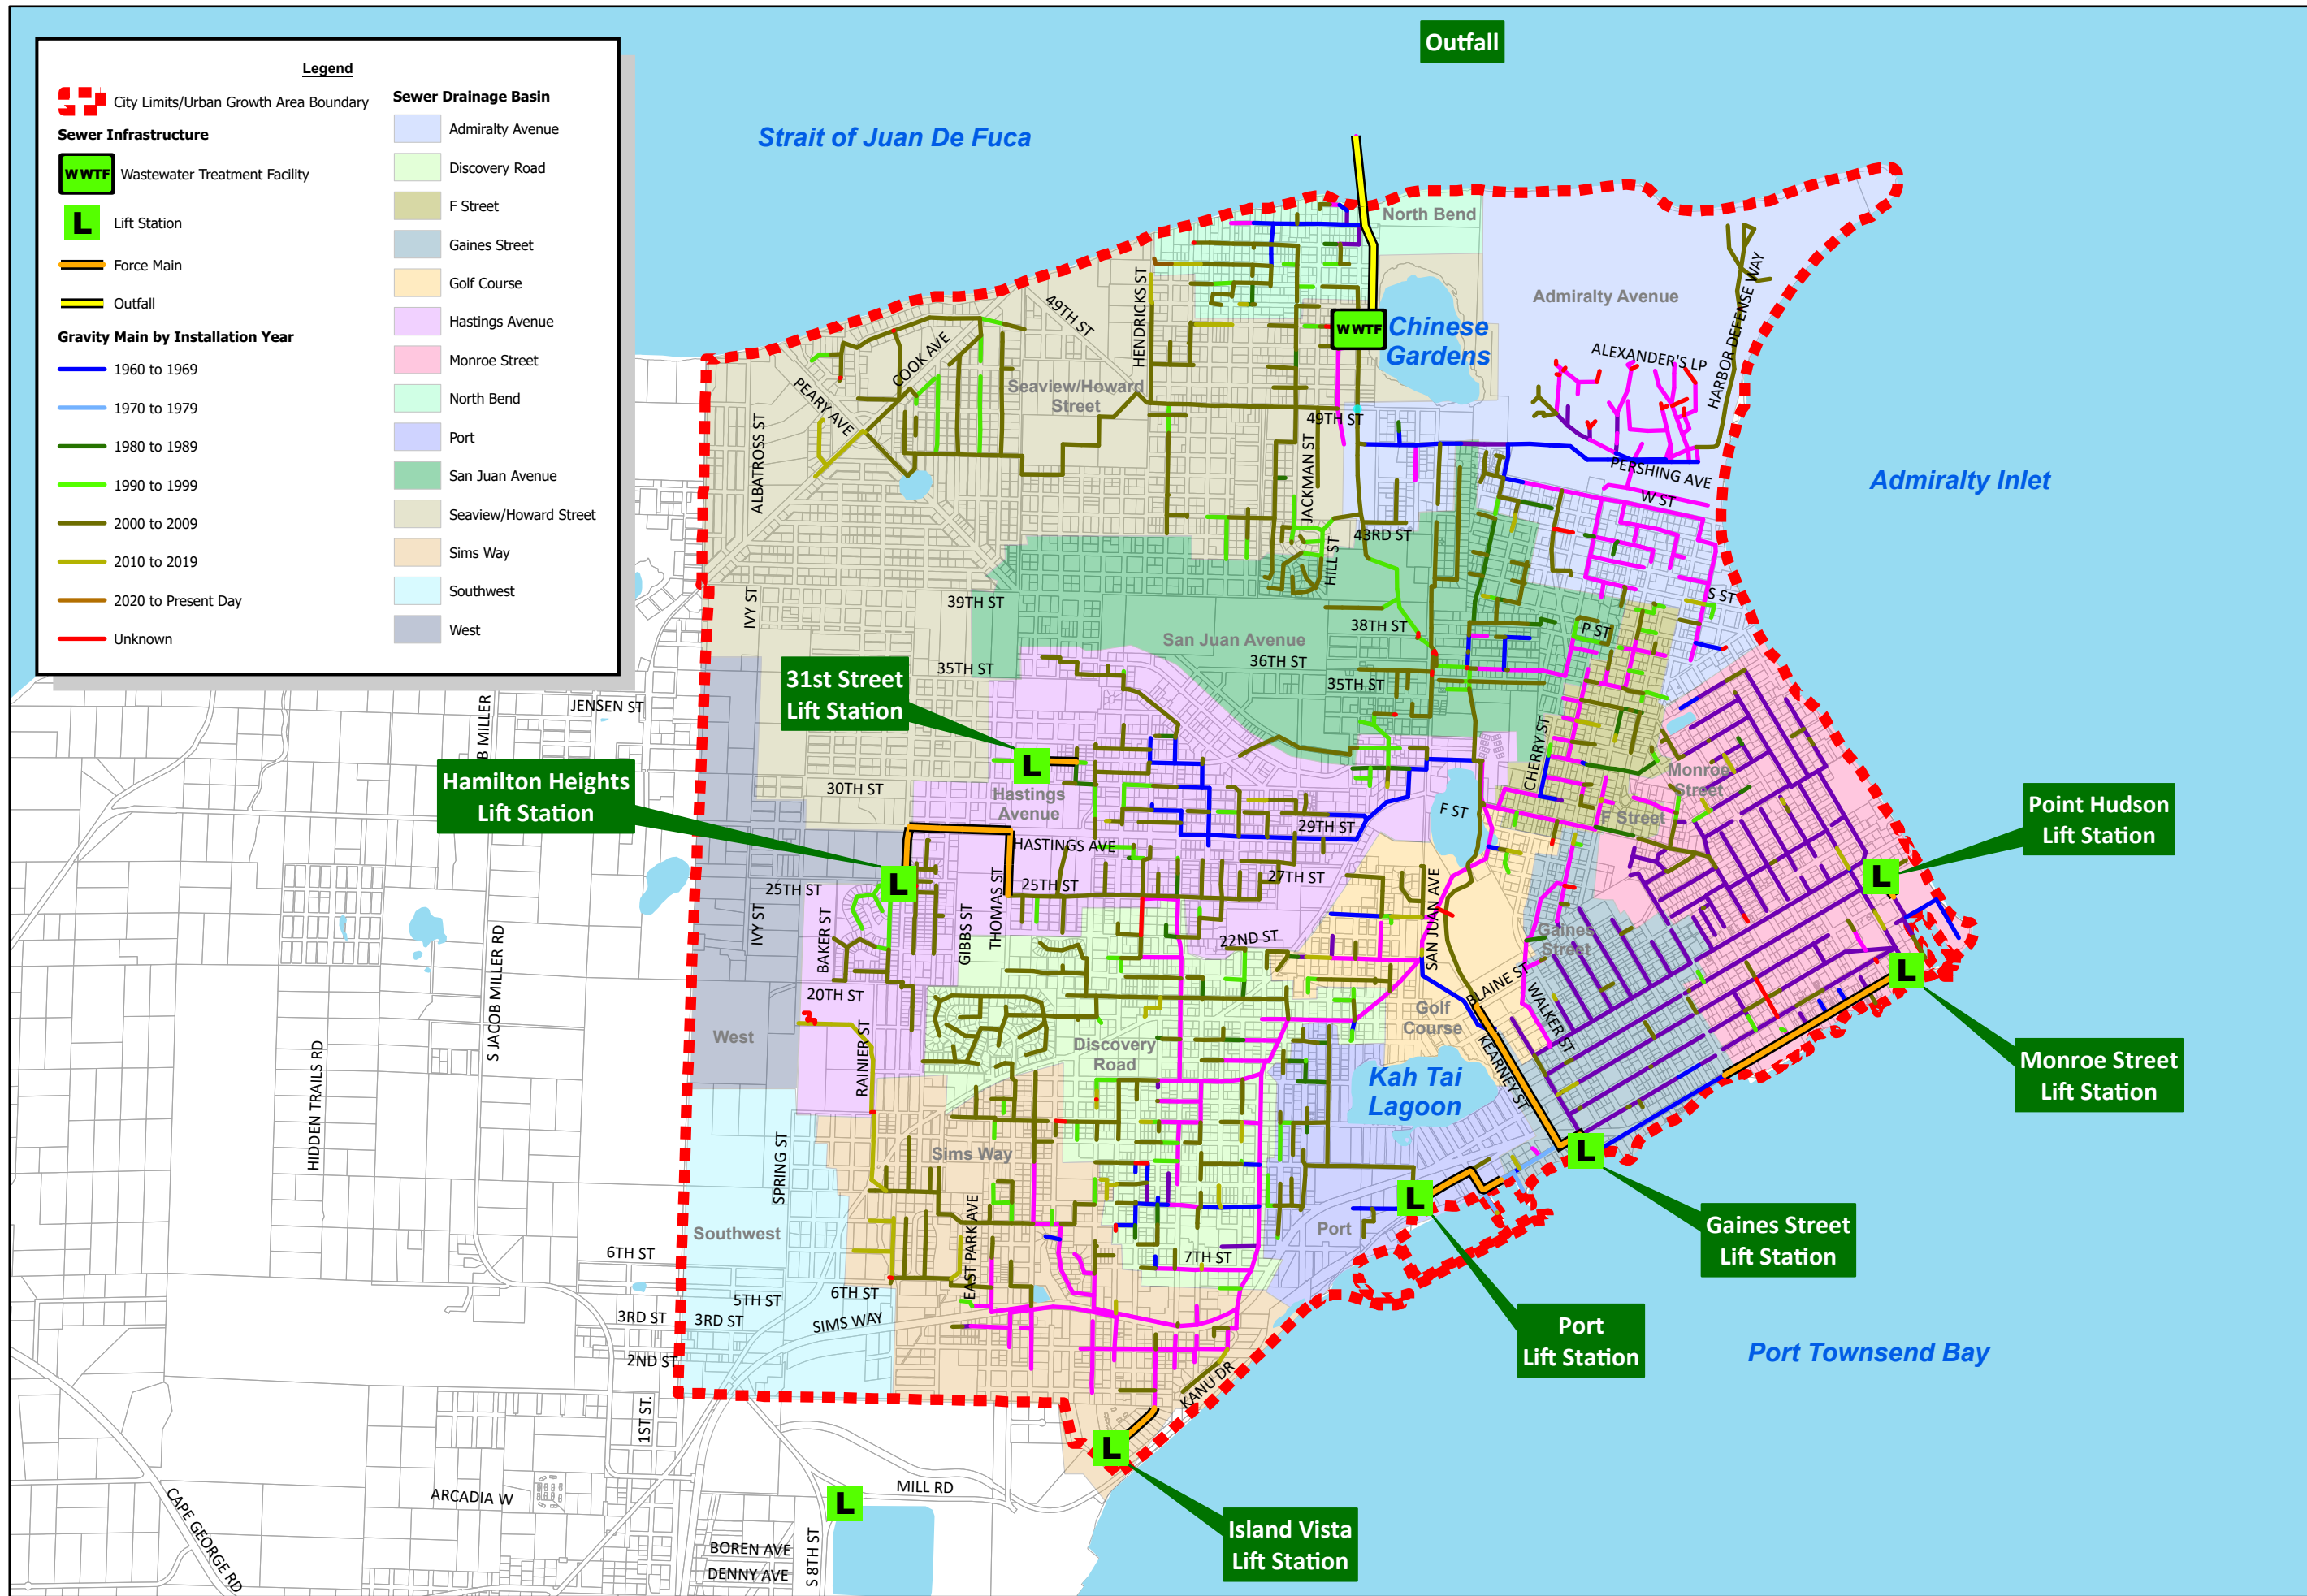 Legend
City Limits/Urban Growth Area Boundary
Sewer Infrastructure
WWTF
Wastewater Treatment Facility
L
Lift Station
Force Main
Outfall
Gravity Main by Installation Year
1960 to 1969
1970 to 1979
1980 to 1989
1990 to 1999
2000 to 2009
2010 to 2019
2020 to Present Day
Unknown
Sewer Drainage Basin
Admiralty Avenue
Discovery Road
F Street
Gaines Street
Golf Course
Hastings Avenue
Monroe Street
North Bend
Port
San Juan Avenue
Seaview/Howard Street
Sims Way
Southwest
West
Outfall
Strait of Juan De Fuca
North Bend
Admiralty Avenue
HARBOR DEFENSE WAY
HENDRICKS ST
49TH ST
WWTF
Chinese
Gardens
COOK AVE
PEARY AVE
Seaview/Howard
Street
ALEXANDER'S LP
49TH ST
ALBATROSS ST
JACKMAN ST
PERSHING AVE
W ST
Admiralty Inlet
43RD ST
HILL ST
IVY ST
39TH ST
38TH ST
S ST
P ST
San Juan Avenue
36TH ST
35TH ST
35TH ST
31st Street
Lift Station
JENSEN ST
B MILLER
L
CHERRY ST
Monroe
Street
Hamilton Heights
Lift Station
30TH ST
Hastings
Avenue
F ST
F Street
29TH ST
HASTINGS AVE
Point Hudson
Lift Station
L
L
25TH ST
25TH ST
27TH ST
IVY ST
BAKER ST
GIBBS ST
THOMAS ST
22ND ST
SAN JUAN AVE
Gaines
Street
S JACOB MILLER RD
20TH ST
BLAINE ST
WALKER ST
L
Golf
Course
West
RAINIER ST
Discovery
Road
KEARNEY ST
Kah Tai
Lagoon
Monroe Street
Lift Station
HIDDEN TRAILS RD
SPRING ST
Sims Way
L
L
Southwest
EAST PARK AVE
Port
Gaines Street
Lift Station
6TH ST
7TH ST
5TH ST
6TH ST
3RD ST
3RD ST
SIMS WAY
2ND ST
Port
Lift Station
Port Townsend Bay
KANU DR
1ST ST.
L
CAPE GEORGE RD
ARCADIA W
L
MILL RD
Island Vista
Lift Station
BOREN AVE
DENNY AVE
S 8TH ST